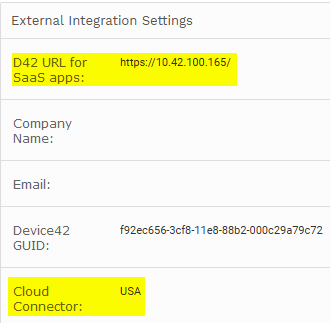 External Integration Settings
D42 URL for https://10.42.100.165/
SaaS apps:
Company
Name:
Email:
Device42 f92ec656-3cf8-11e8-88b2-000c29a79c72
GUID:
Cloud USA
Connector: